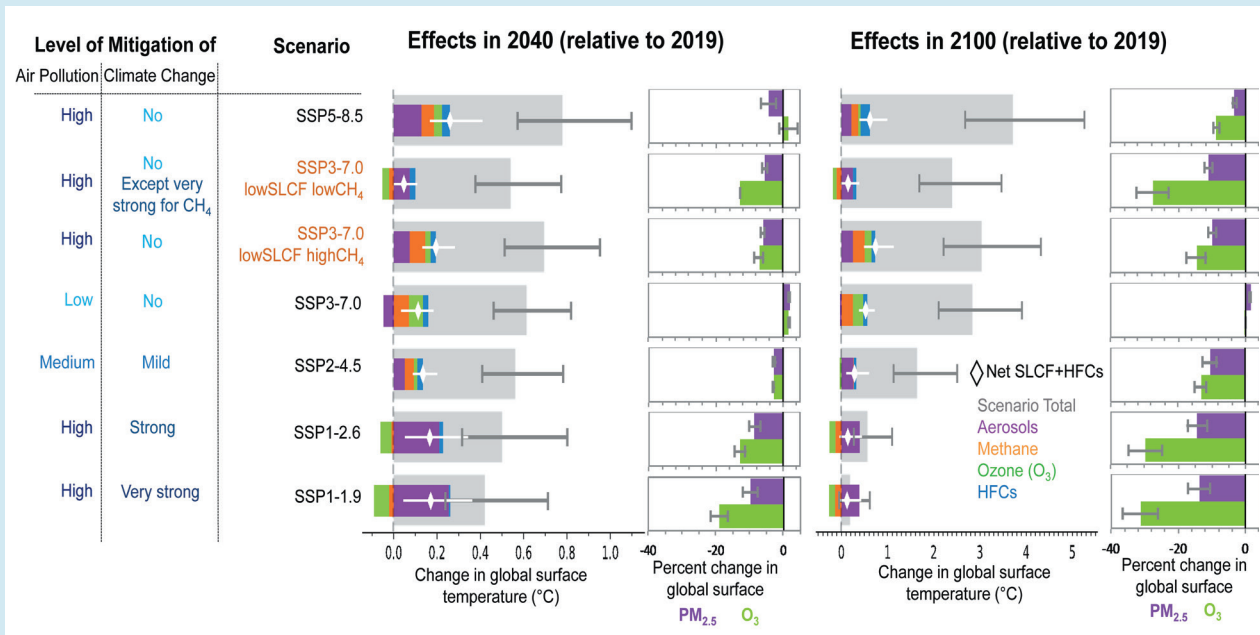 Level of Mitigation of
Scenario
Effects in 2040 (relative to 2019)
Effects in 2100 (relative to 2019)
Air Pollution
Climate Change
High
No
SSP5-8.5
High
No
Except very
strong for CH₄
SSP3-7.0
lowSLCF lowCH₄
High
No
SSP3-7.0
lowSLCF highCH₄
Low
No
SSP3-7.0
Medium
Mild
SSP2-4.5
High
Strong
SSP1-2.6
High
Very strong
SSP1-1.9
Net SLCF+HFCs
Scenario Total
Aerosols
Methane
Ozone (O₃)
HFCs
0.0 0.2 0.4 0.6 0.8 1.0
Change in global surface
temperature (°C)
-40 -20 0
Percent change in
global surface
PM₂.₅ O₃
0 1 2 3 4 5
Change in global surface
temperature (°C)
-40 -20 0
Percent change in
global surface
PM₂.₅ O₃